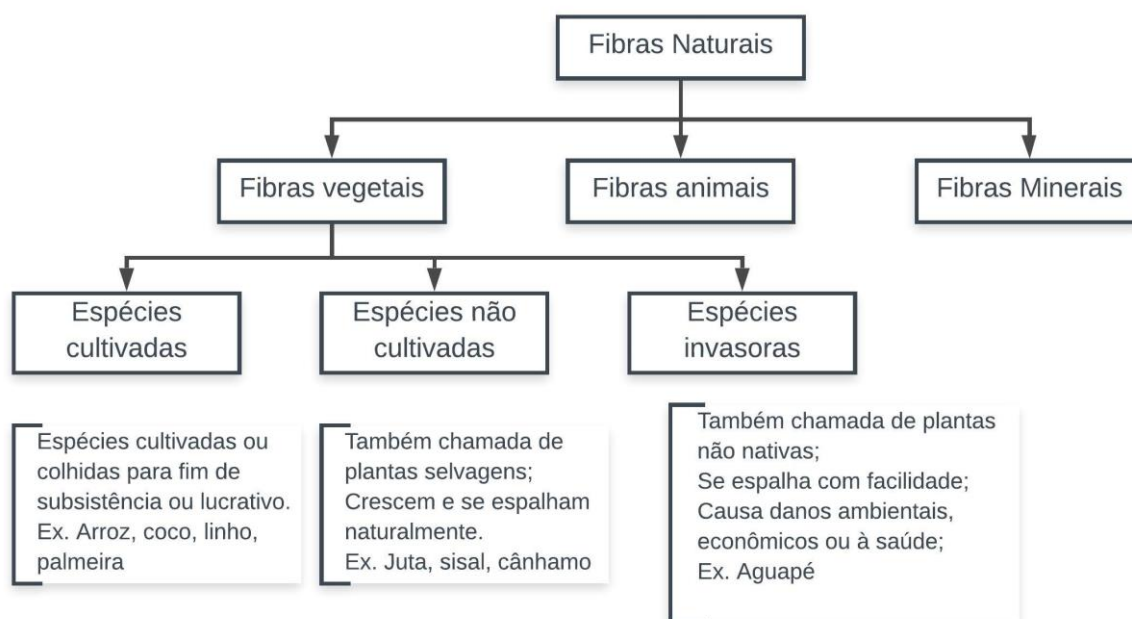 Fibras Naturais
Fibras vegetais
Fibras animais
Fibras Minerais
Espécies
cultivadas
Espécies não
cultivadas
Espécies
invasoras
Espécies cultivadas ou
colhidas para fim de
subsistência ou lucrativo.
Ex. Arroz, coco, linho,
palmeira
Também chamada de
plantas selvagens;
Crescem e se espalham
naturalmente.
Ex. Juta, sisal, cânhamo
Também chamada de plantas
não nativas;
Se espalha com facilidade;
Causa danos ambientais,
econômicos ou à saúde;
Ex. Aguapé